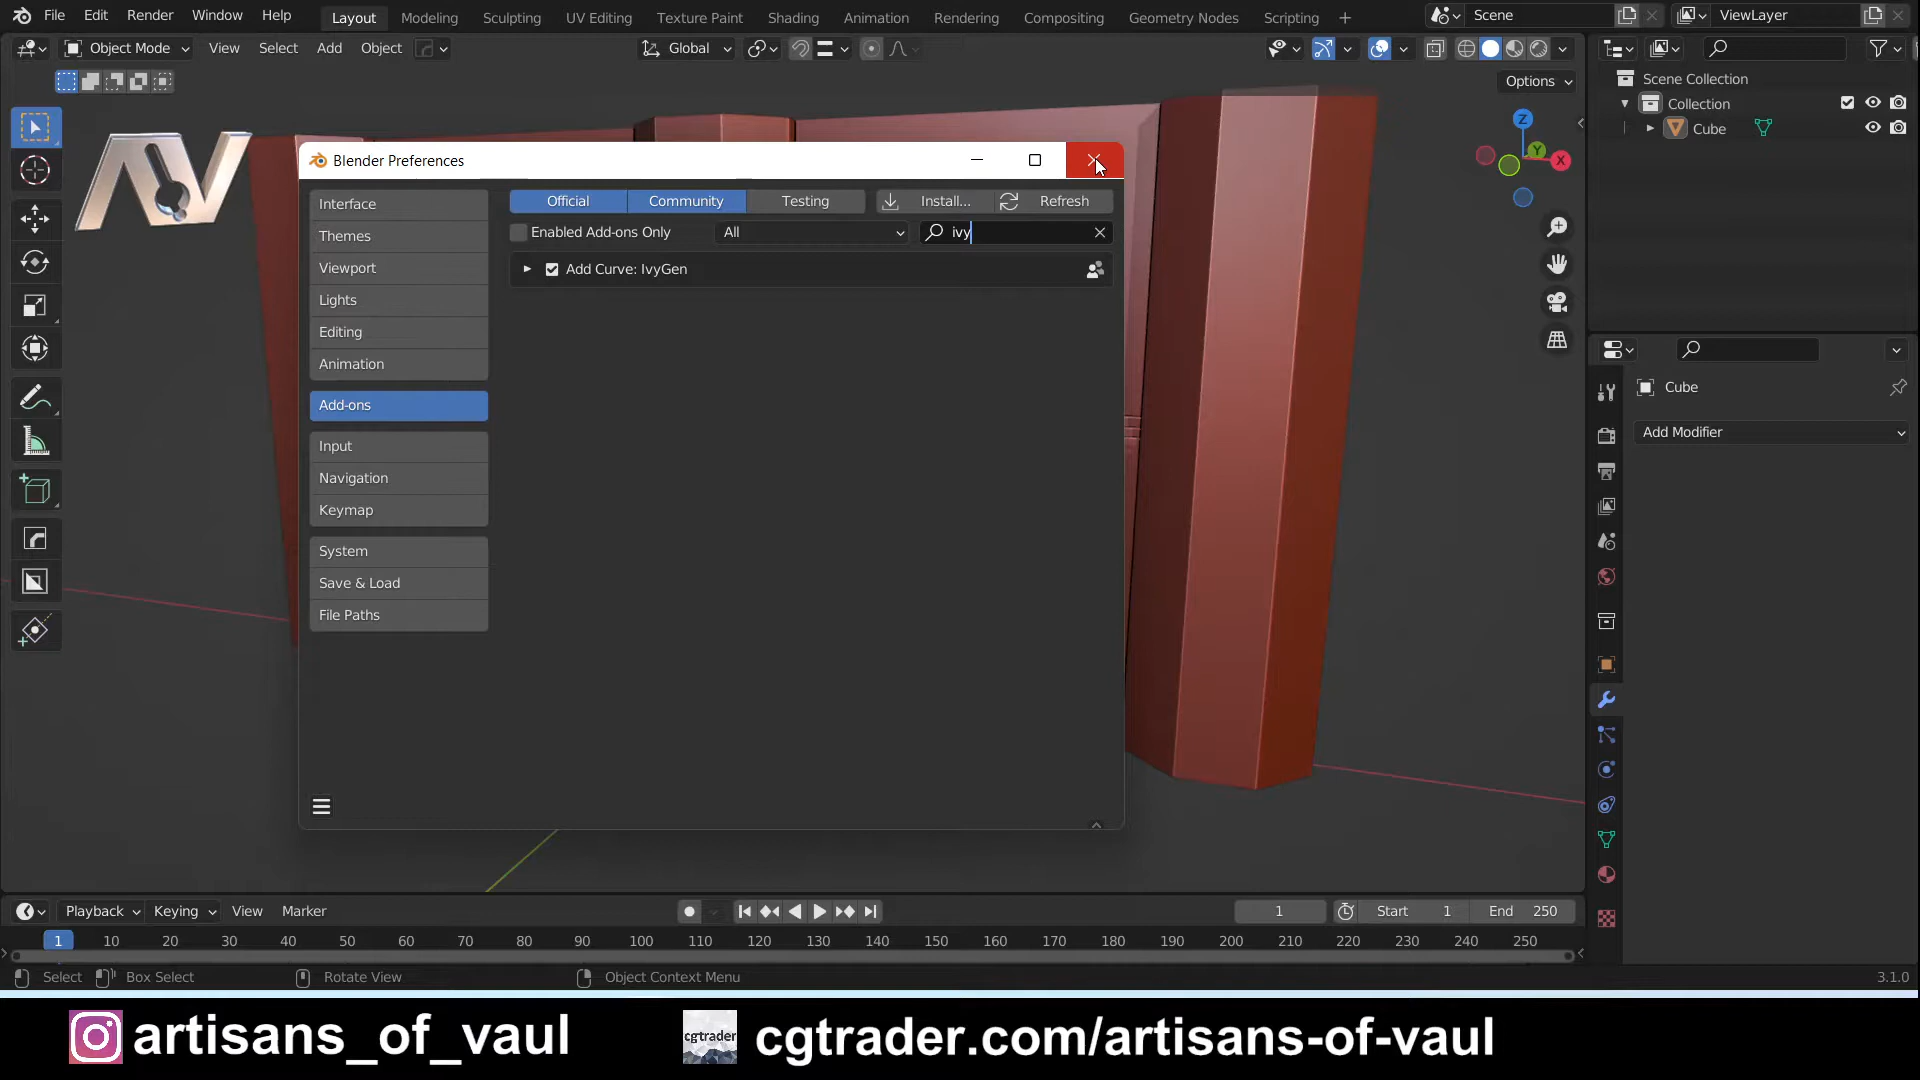 File Edit Render Window Help Layout Modeling Sculpting UV Editing Texture Paint Shading Animation Rendering Compositing Geometry Nodes Scripting + Scene ViewLayer
Object Mode View Select Add Object Global
Options
Scene Collection
Collection
Cube
Z
Y
X
AV
Blender Preferences
Interface
Themes
Viewport
Lights
Editing
Animation
Add-ons
Input
Navigation
Keymap
System
Save & Load
File Paths
Official Community Testing Install... Refresh
Enabled Add-ons Only All ivy
Add Curve: IvyGen
Cube
Add Modifier
Playback Keying View Marker 1 Start 1 End 250
1 10 20 30 40 50 60 70 80 90 100 110 120 130 140 150 160 170 180 190 200 210 220 230 240 250
Select Box Select Rotate View Object Context Menu 3.1.0
artisans_of_vaul cgtrader cgtrader.com/artisans-of-vaul